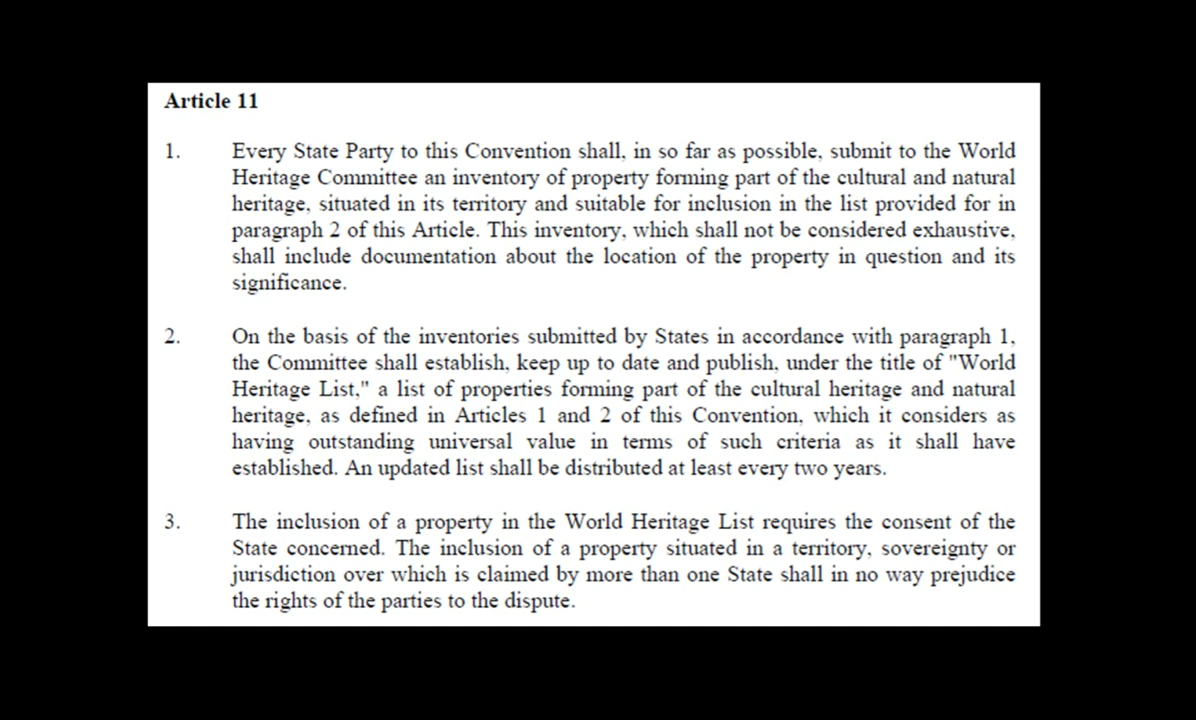 Article 11
1. Every State Party to this Convention shall, in so far as possible, submit to the World
Heritage Committee an inventory of property forming part of the cultural and natural
heritage, situated in its territory and suitable for inclusion in the list provided for in
paragraph 2 of this Article. This inventory, which shall not be considered exhaustive,
shall include documentation about the location of the property in question and its
significance.
2. On the basis of the inventories submitted by States in accordance with paragraph 1,
the Committee shall establish, keep up to date and publish, under the title of "World
Heritage List," a list of properties forming part of the cultural heritage and natural
heritage, as defined in Articles 1 and 2 of this Convention, which it considers as
having outstanding universal value in terms of such criteria as it shall have
established. An updated list shall be distributed at least every two years.
3. The inclusion of a property in the World Heritage List requires the consent of the
State concerned. The inclusion of a property situated in a territory, sovereignty or
jurisdiction over which is claimed by more than one State shall in no way prejudice
the rights of the parties to the dispute.